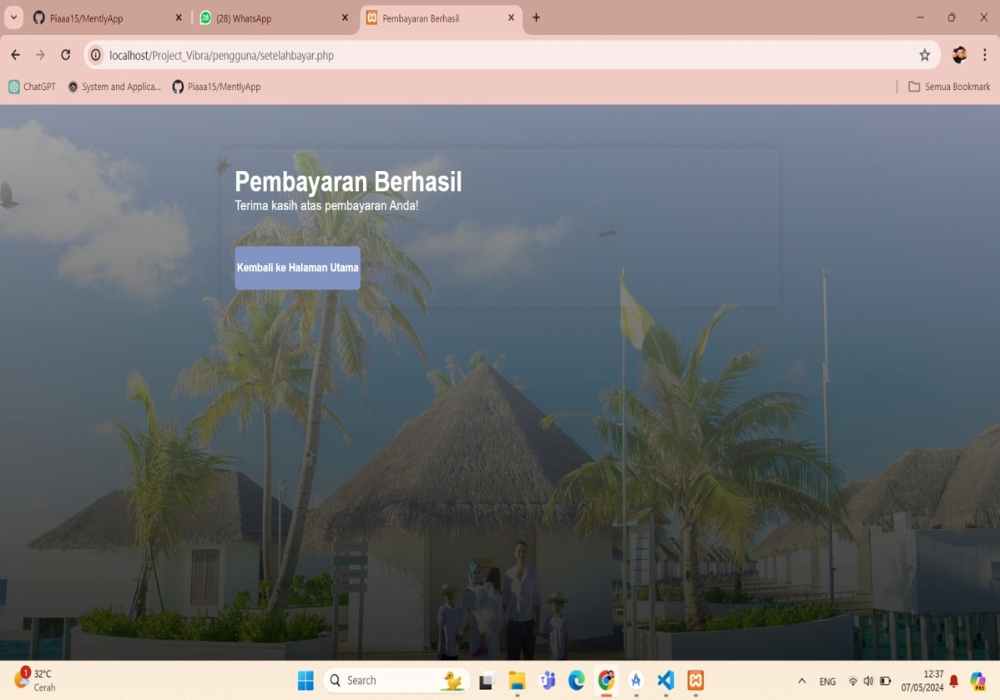 Piaaa15/MentlyApp
28
(28) WhatsApp
Pembayaran Berhasil
localhost/Project_Vibra/pengguna/setelahbayar.php
ChatGPT
System and Applica...
Piaaa15/MentlyApp
Semua Bookmark
Pembayaran Berhasil
Terima kasih atas pembayaran Anda!
Kembali ke Halaman Utama
1
32°C
Cerah
Search
ENG
12:37
07/05/2024
PRE